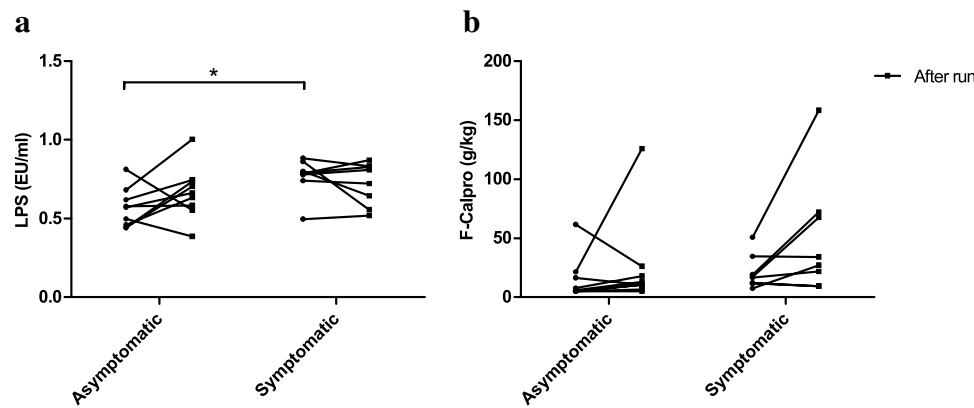 a
b
1.5
1.0
0.5
0.0
LPS (EU/ml)
*
Asymptomatic
Symptomatic
200
150
100
50
0
F-Calpro (g/kg)
Asymptomatic
Symptomatic
After run